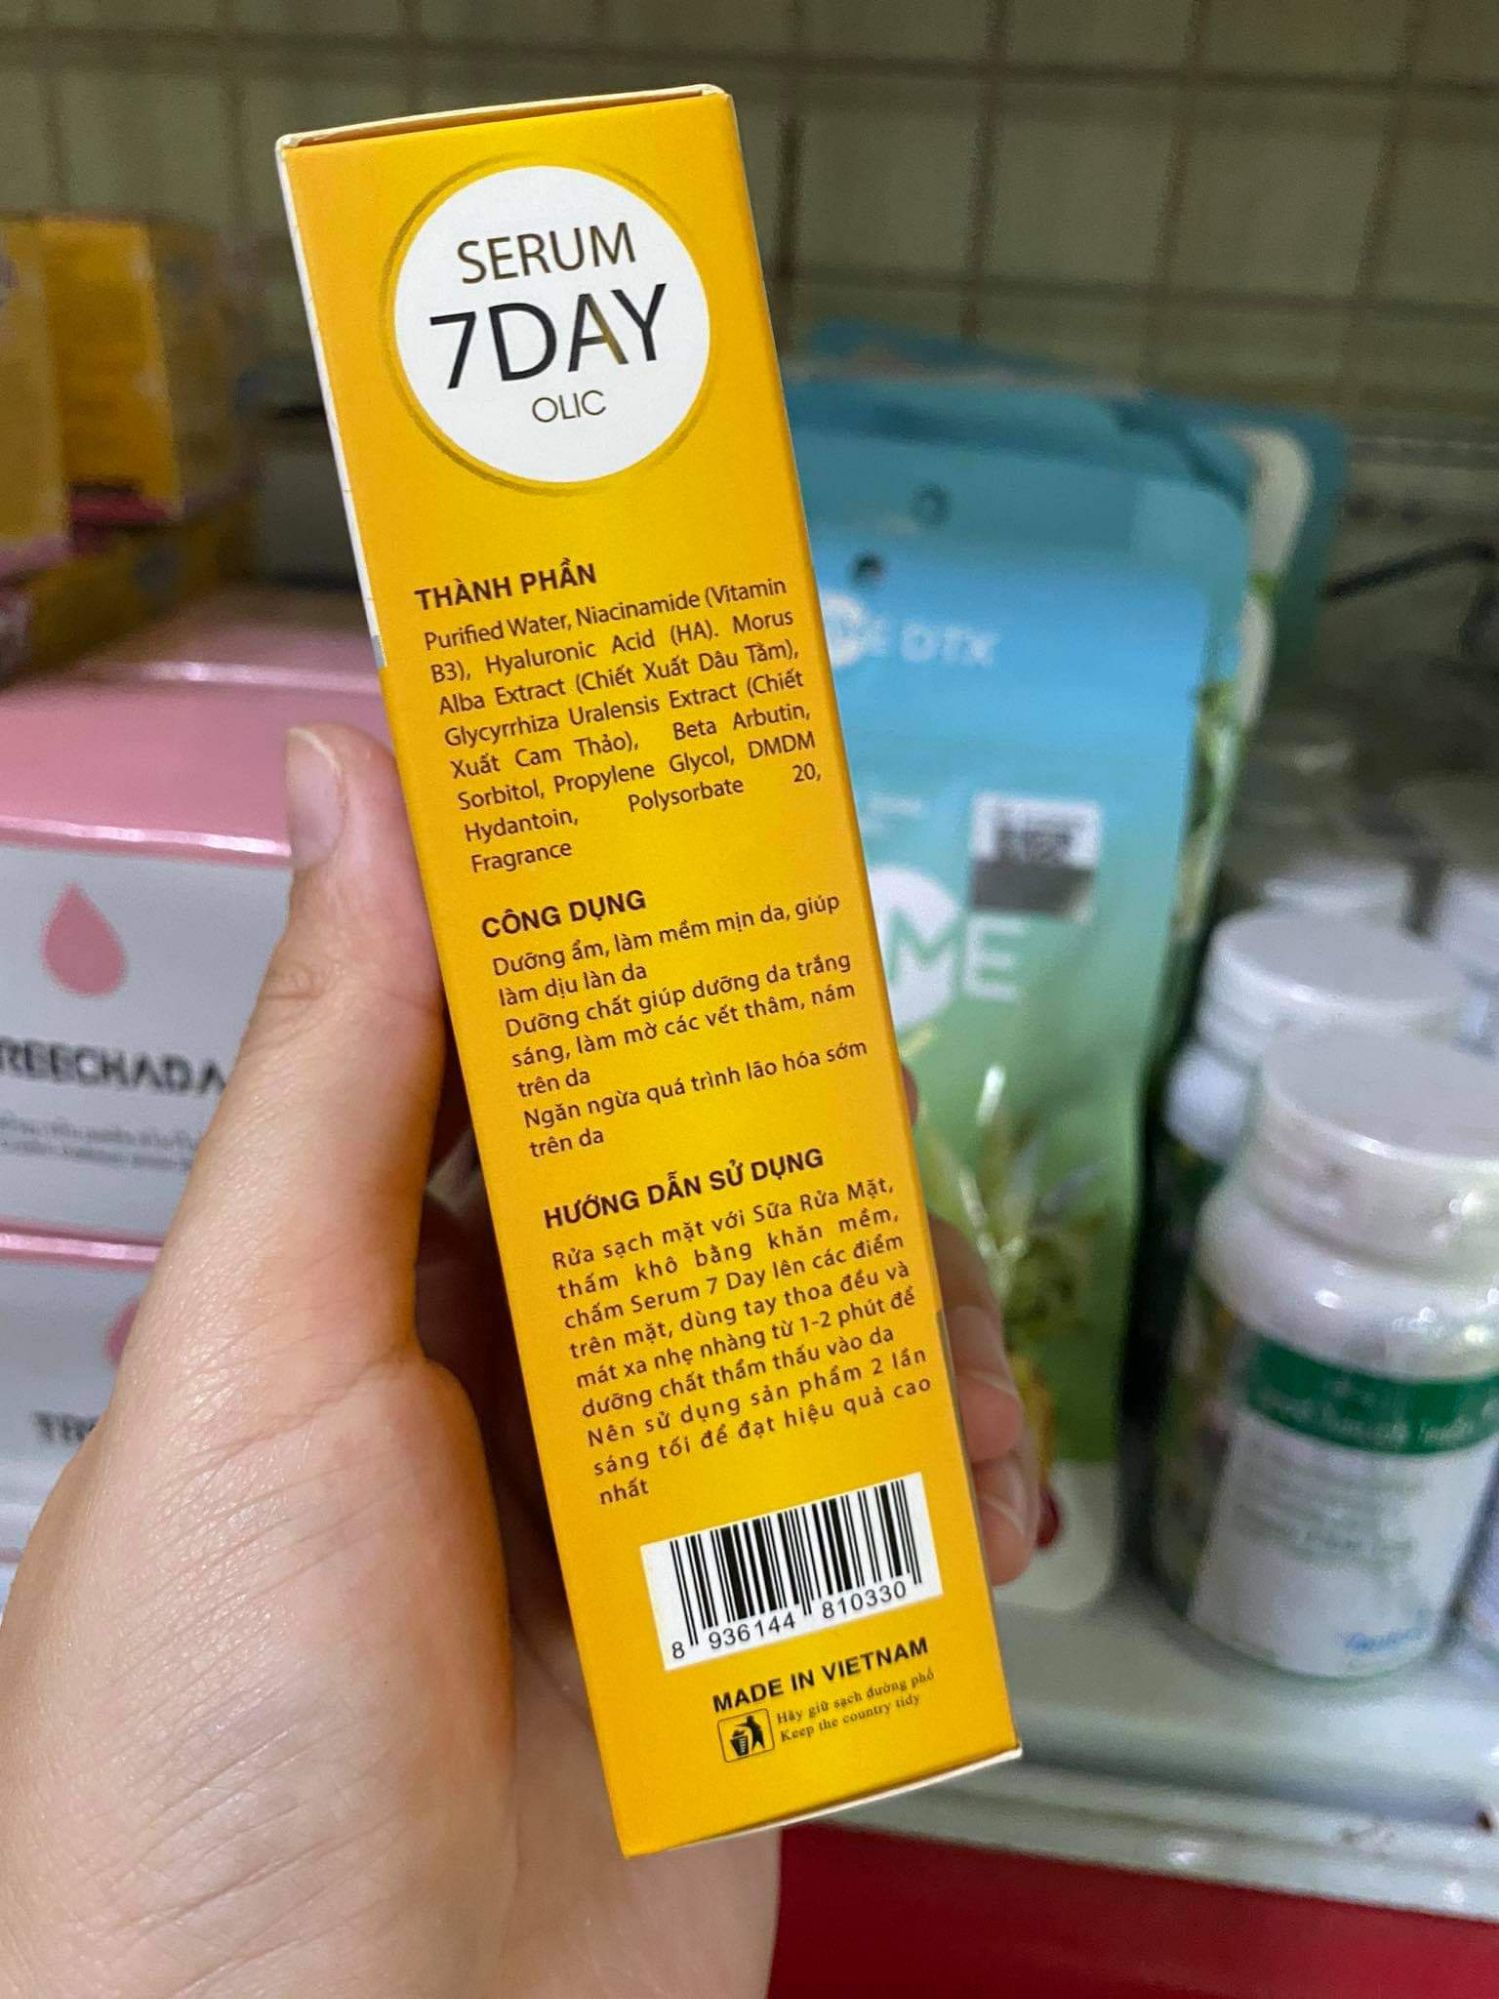 SERUM
7DAY
OLIC
THÀNH PHẦN
Purified Water, Niacinamide (Vitamin
B3), Hyaluronic Acid (HA). Morus
Alba Extract (Chiết Xuất Dâu Tằm),
Glycyrrhiza Uralensis Extract (Chiết
Xuất Cam Thảo), Beta Arbutin,
Sorbitol, Propylene Glycol, DMDM
Hydantoin, Polysorbate 20,
Fragrance
CÔNG DỤNG
Dưỡng ẩm, làm mềm mịn da, giúp
làm dịu làn da
Dưỡng chất giúp dưỡng da trắng
sáng, làm mờ các vết thâm, nám
trên da
Ngăn ngừa quá trình lão hóa sớm
trên da
HƯỚNG DẪN SỬ DỤNG
Rửa sạch mặt với Sữa Rửa Mặt,
thấm khô bằng khăn mềm,
chấm Serum 7 Day lên các điểm
trên mặt, dùng tay thoa đều và
mát xa nhẹ nhàng từ 1-2 phút để
dưỡng chất thẩm thấu vào da
Nên sử dụng sản phẩm 2 lần
sáng tối để đạt hiệu quả cao
nhất
8 936144 810330
MADE IN VIETNAM
Hãy giữ sạch đường phố
Keep the country tidy
REECHADA
DTX
ME